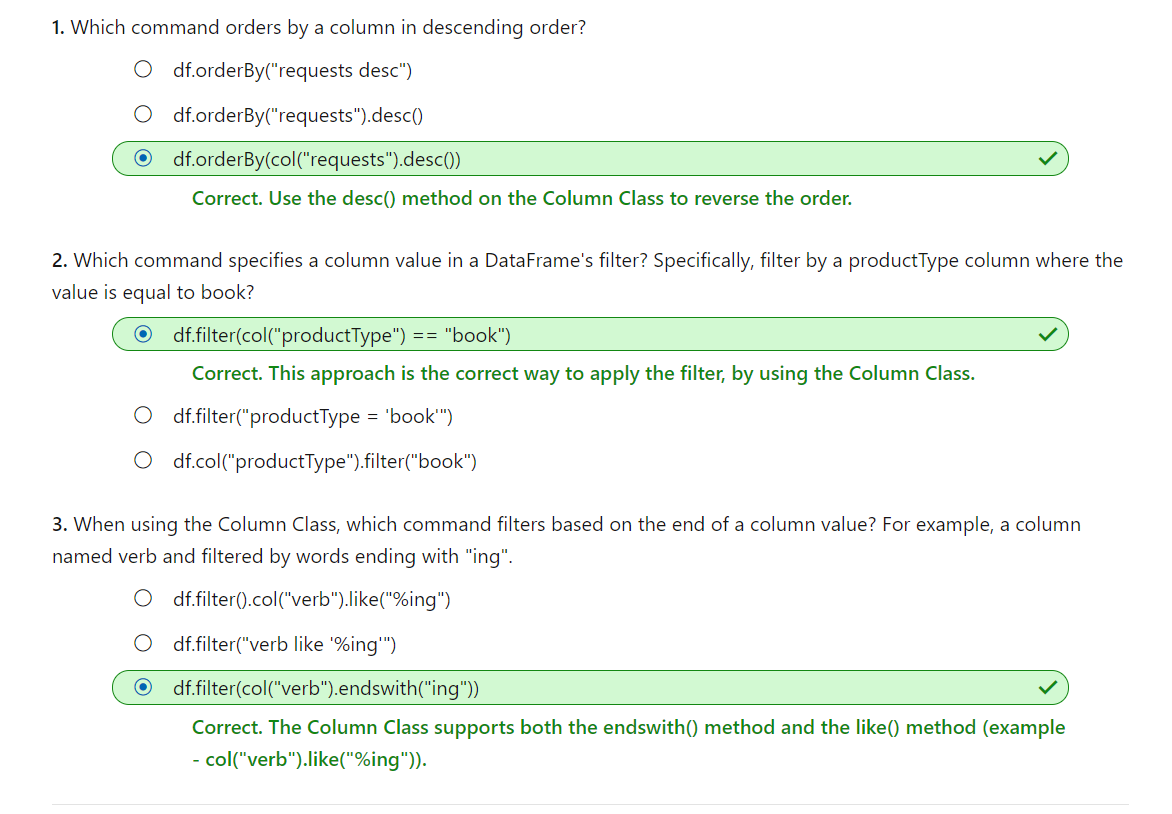 1. Which command orders by a column in descending order?
df.orderBy("requests desc")
df.orderBy("requests").desc()
df.orderBy(col("requests").desc())
Correct. Use the desc() method on the Column Class to reverse the order.
2. Which command specifies a column value in a DataFrame's filter? Specifically, filter by a productType column where the
value is equal to book?
df.filter(col("productType") == "book")
Correct. This approach is the correct way to apply the filter, by using the Column Class.
df.filter("productType = 'book'")
df.col("productType").filter("book")
3. When using the Column Class, which command filters based on the end of a column value? For example, a column
named verb and filtered by words ending with "ing".
df.filter().col("verb").like("%ing")
df.filter("verb like '%ing'")
df.filter(col("verb").endswith("ing"))
Correct. The Column Class supports both the endswith() method and the like() method (example
- col("verb").like("%ing")).